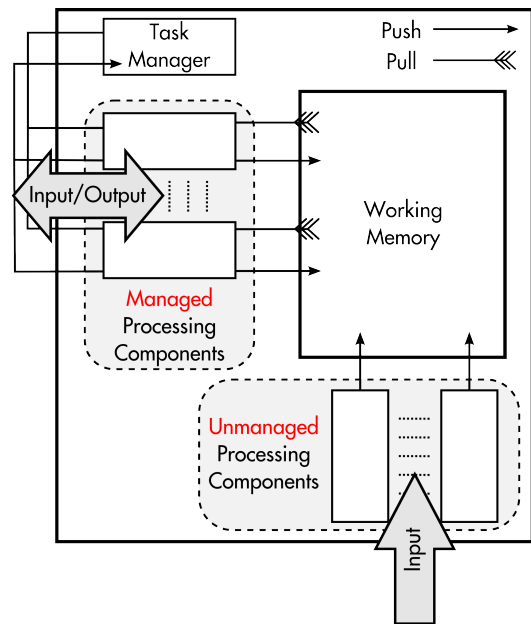 Task
Manager
Push
Pull
Input/Output
Working
Memory
Managed
Processing
Components
Unmanaged
Processing
Components
Input